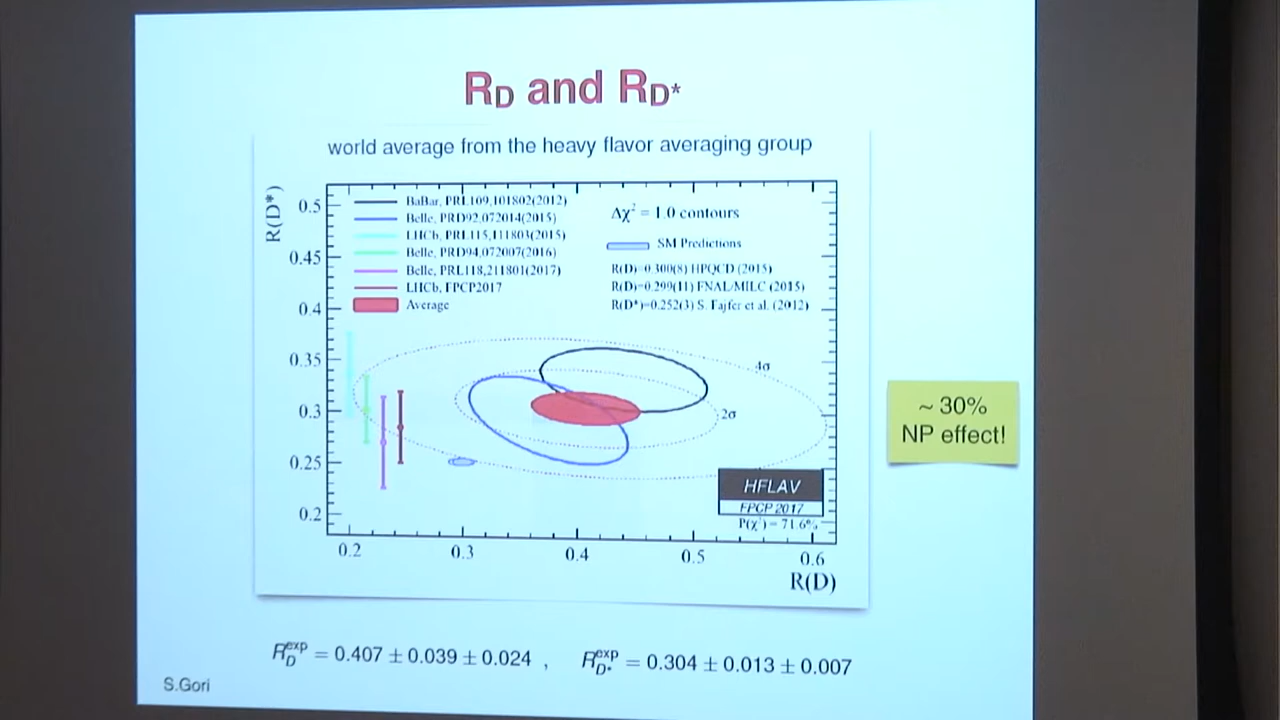 RD and RD*
world average from the heavy flavor averaging group
R(D*)
0.5
0.45
0.4
0.35
0.3
0.25
0.2
BaBar, PRL109,101802(2012)
Belle, PRD92,072014(2015)
LHCb, PRL115,111803(2015)
Belle, PRD94,072007(2016)
Belle, PRL118,211801(2017)
LHCb, FPCP2017
Average
Δχ² = 1.0 contours
SM Predictions
R(D)=0.300(8) HPQCD (2015)
R(D)=0.299(11) FNAL/MILC (2015)
R(D*)=0.252(3) S. Fajfer et al. (2012)
4σ
2σ
HFLAV
FPCP 2017
P(χ²) = 71.6%
0.2 0.3 0.4 0.5 0.6
R(D)
~ 30%
NP effect!
R_D^exp = 0.407 ± 0.039 ± 0.024 , R_D*^exp = 0.304 ± 0.013 ± 0.007
S.Gori